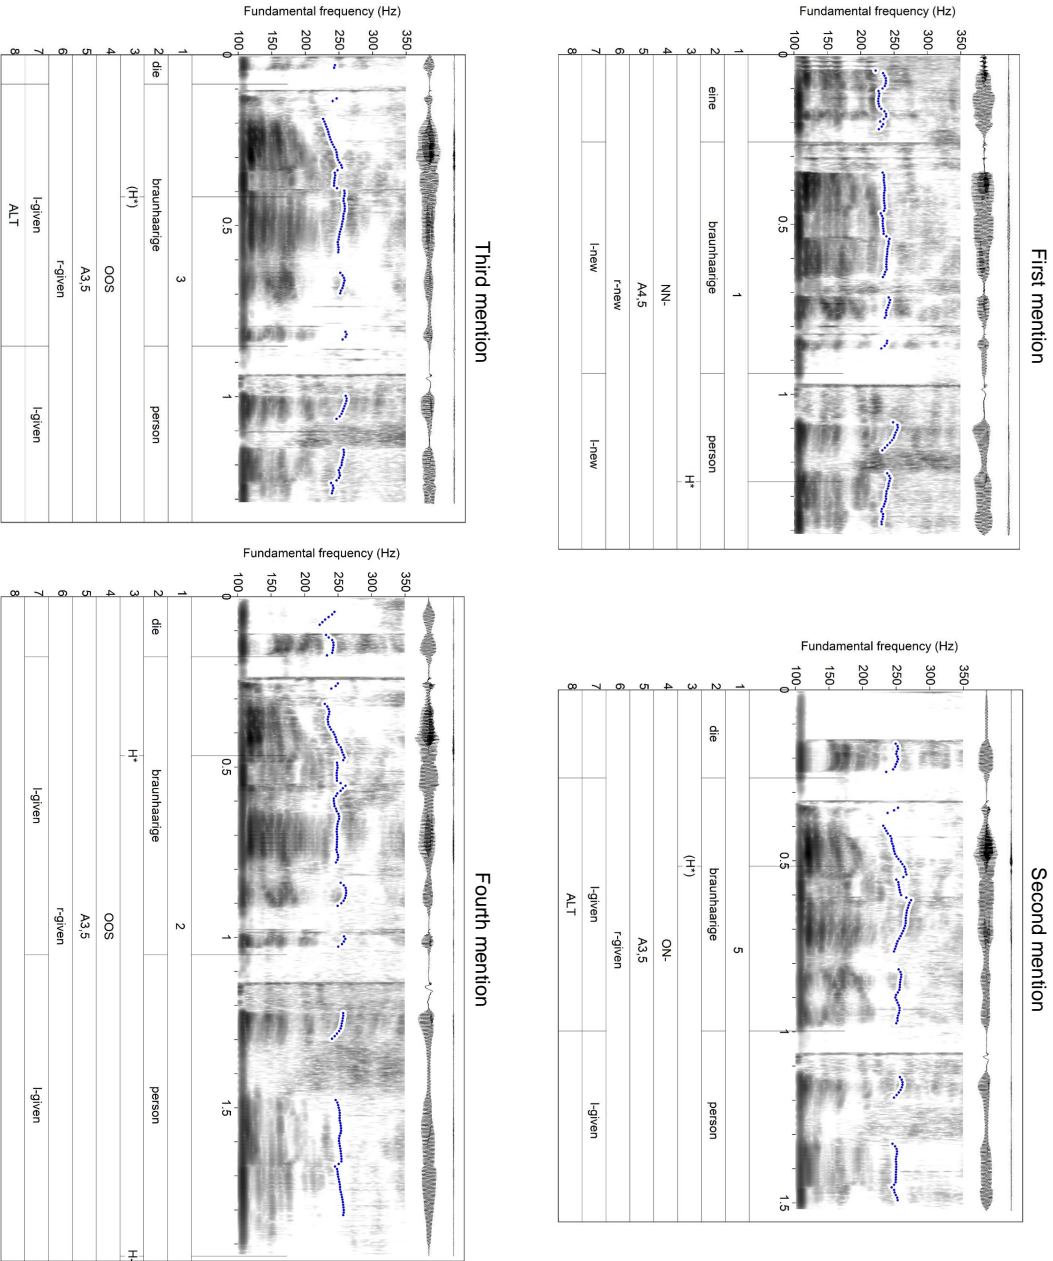 First mention
Fundamental frequency (Hz)
350
300
250
200
150
100
0 0.5 1
1 1
2 eine braunhaarige person
3 H*
4 NN-
5 A4,5
6 r-new
7 l-new l-new
8
Second mention
Fundamental frequency (Hz)
350
300
250
200
150
100
0 0.5 1 1.5
1 5
2 die braunhaarige person
3 (H*)
4 ON-
5 A3,5
6 r-given
7 l-given l-given
8 ALT
Third mention
Fundamental frequency (Hz)
350
300
250
200
150
100
0 0.5 1
1 3
2 die braunhaarige person
3 (H*)
4 OOS
5 A3,5
6 r-given
7 l-given l-given
8 ALT
Fourth mention
Fundamental frequency (Hz)
350
300
250
200
150
100
0 0.5 1 1.5
1 2
2 die braunhaarige person
3 H* H-
4 OOS
5 A3,5
6 r-given
7 l-given l-given
8